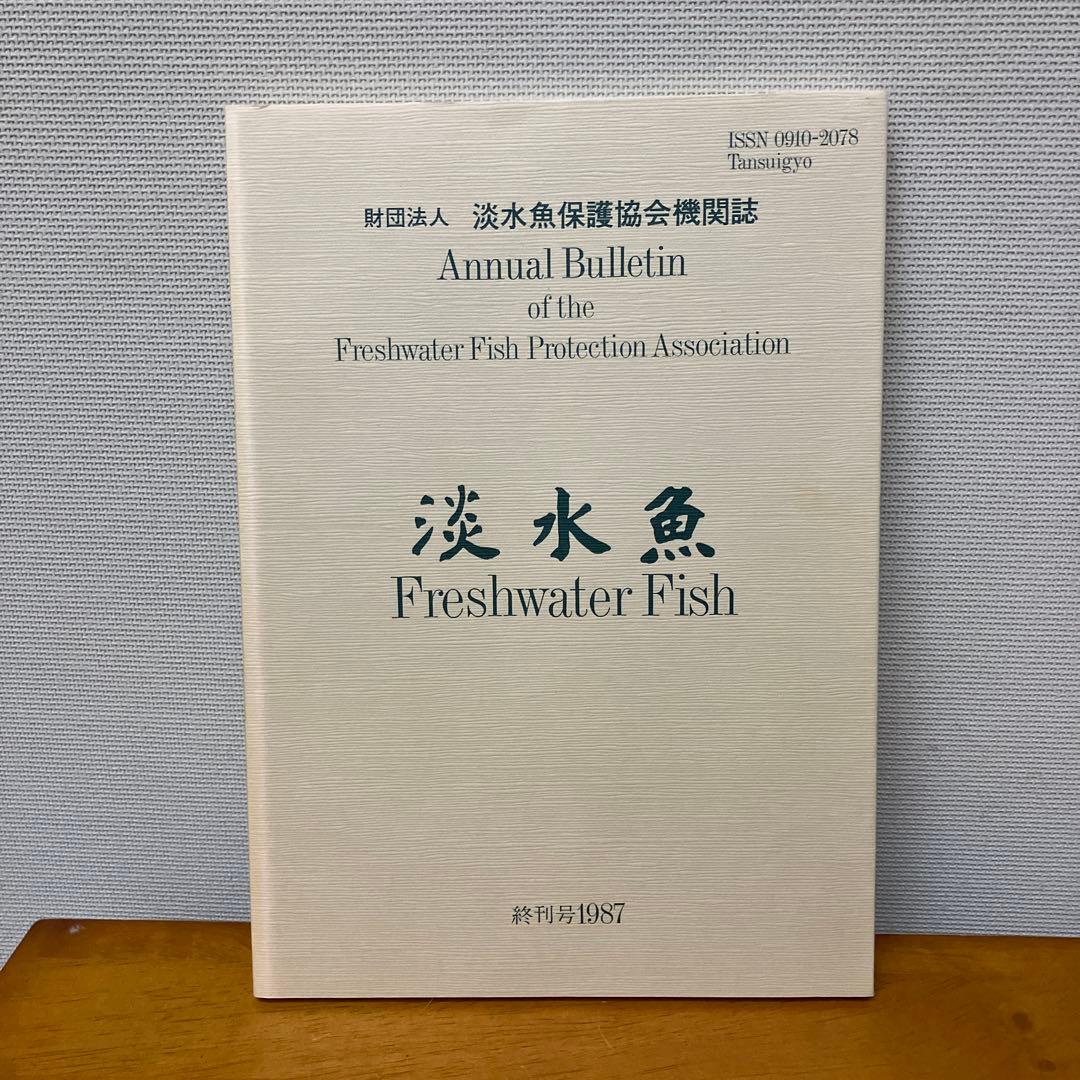 ISSN 0910-2078
Tansuigyo
財団法人 淡水魚保護協会機関誌
Annual Bulletin
of the
Freshwater Fish Protection Association
淡水魚
Freshwater Fish
終刊号1987